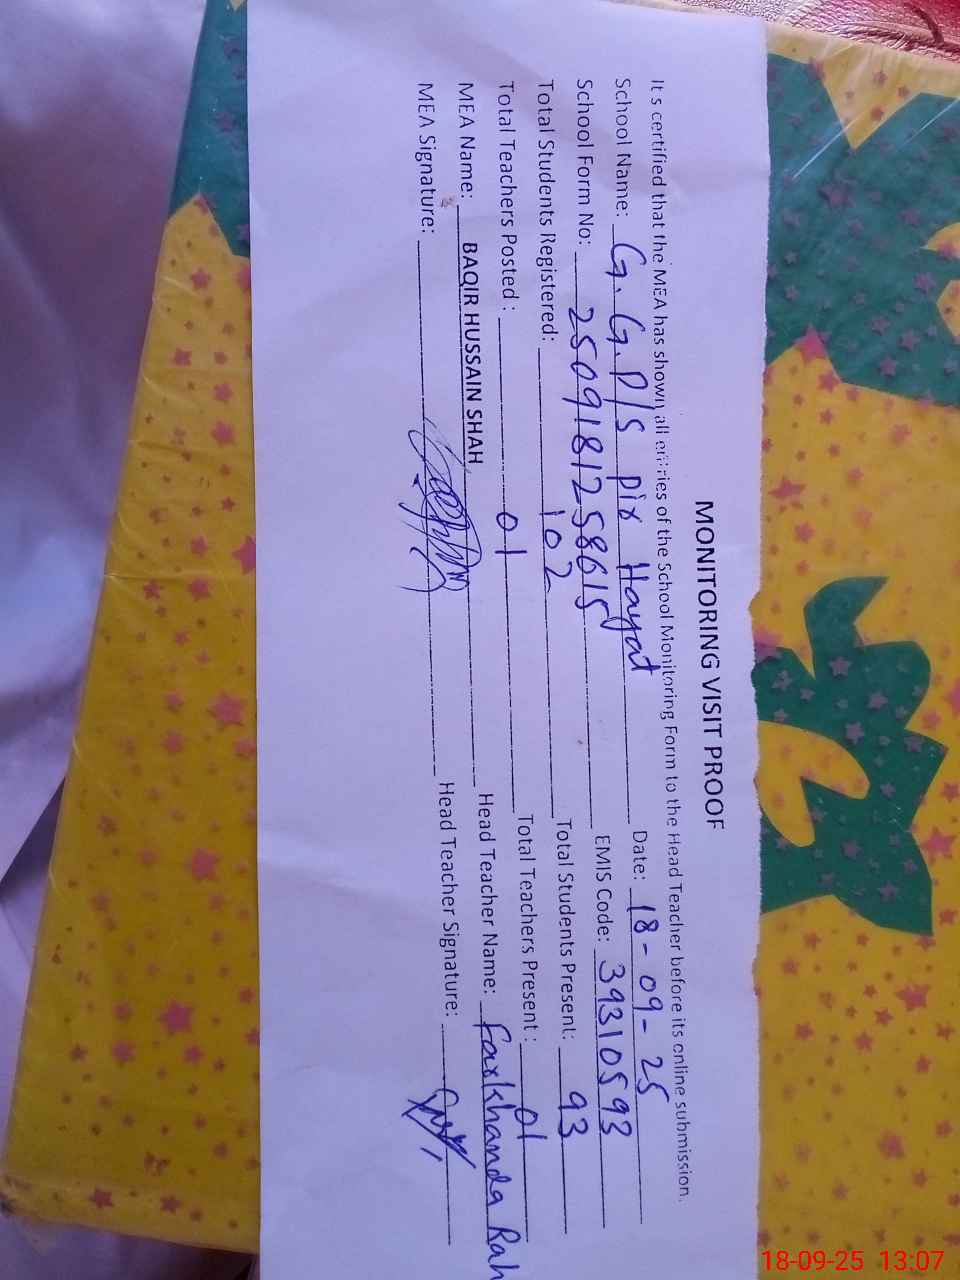 MONITORING VISIT PROOF
It s certified that the MEA has shown all entries of the School Monitoring Form to the Head Teacher before its online submission.
School Name: G.G.P/S pir Hayat Date: 18-09-25
School Form No: 2509181258615 EMIS Code: 39310593
Total Students Registered: 102 Total Students Present: 93
Total Teachers Posted : 01 Total Teachers Present : 01
MEA Name: BAQIR HUSSAIN SHAH Head Teacher Name: Farkhanda Rah
MEA Signature: Head Teacher Signature:
18-09-25 13:07